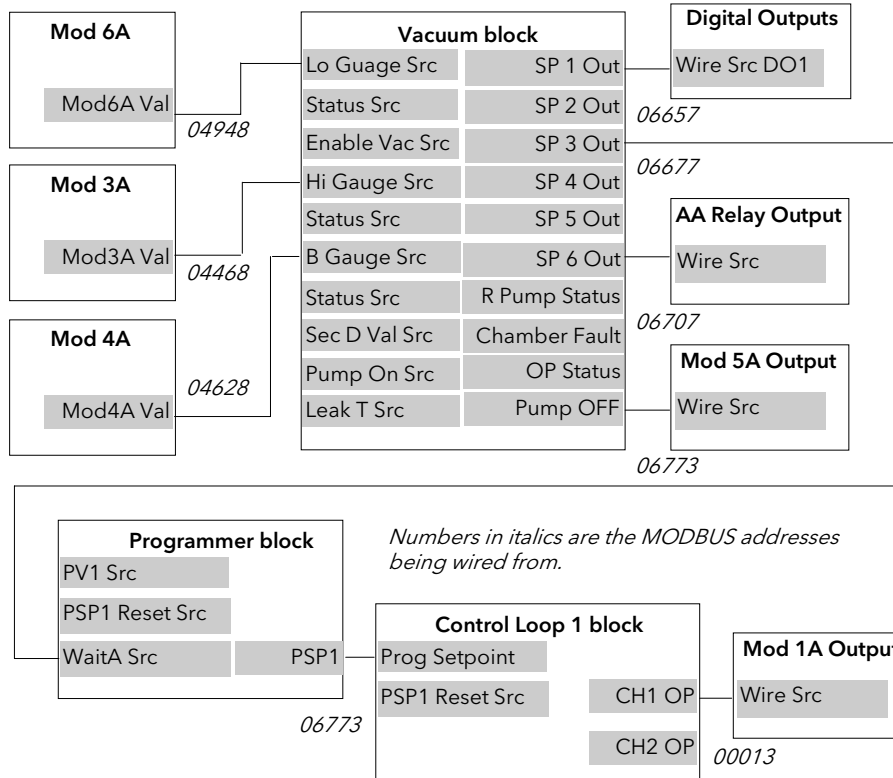 Mod 6A
Mod6A Val
04948
Mod 3A
Mod3A Val
04468
Mod 4A
Mod4A Val
04628
Vacuum block
Lo Guage Src
SP 1 Out
Status Src
SP 2 Out
Enable Vac Src
SP 3 Out
Hi Gauge Src
SP 4 Out
Status Src
SP 5 Out
B Gauge Src
SP 6 Out
Status Src
R Pump Status
Sec D Val Src
Chamber Fault
Pump On Src
OP Status
Leak T Src
Pump OFF
Digital Outputs
Wire Src DO1
06657
06677
AA Relay Output
Wire Src
06707
Mod 5A Output
Wire Src
06773
Programmer block
PV1 Src
PSP1 Reset Src
WaitA Src
PSP1
06773
Numbers in italics are the MODBUS addresses
being wired from.
Control Loop 1 block
Prog Setpoint
PSP1 Reset Src
CH1 OP
CH2 OP
00013
Mod 1A Output
Wire Src